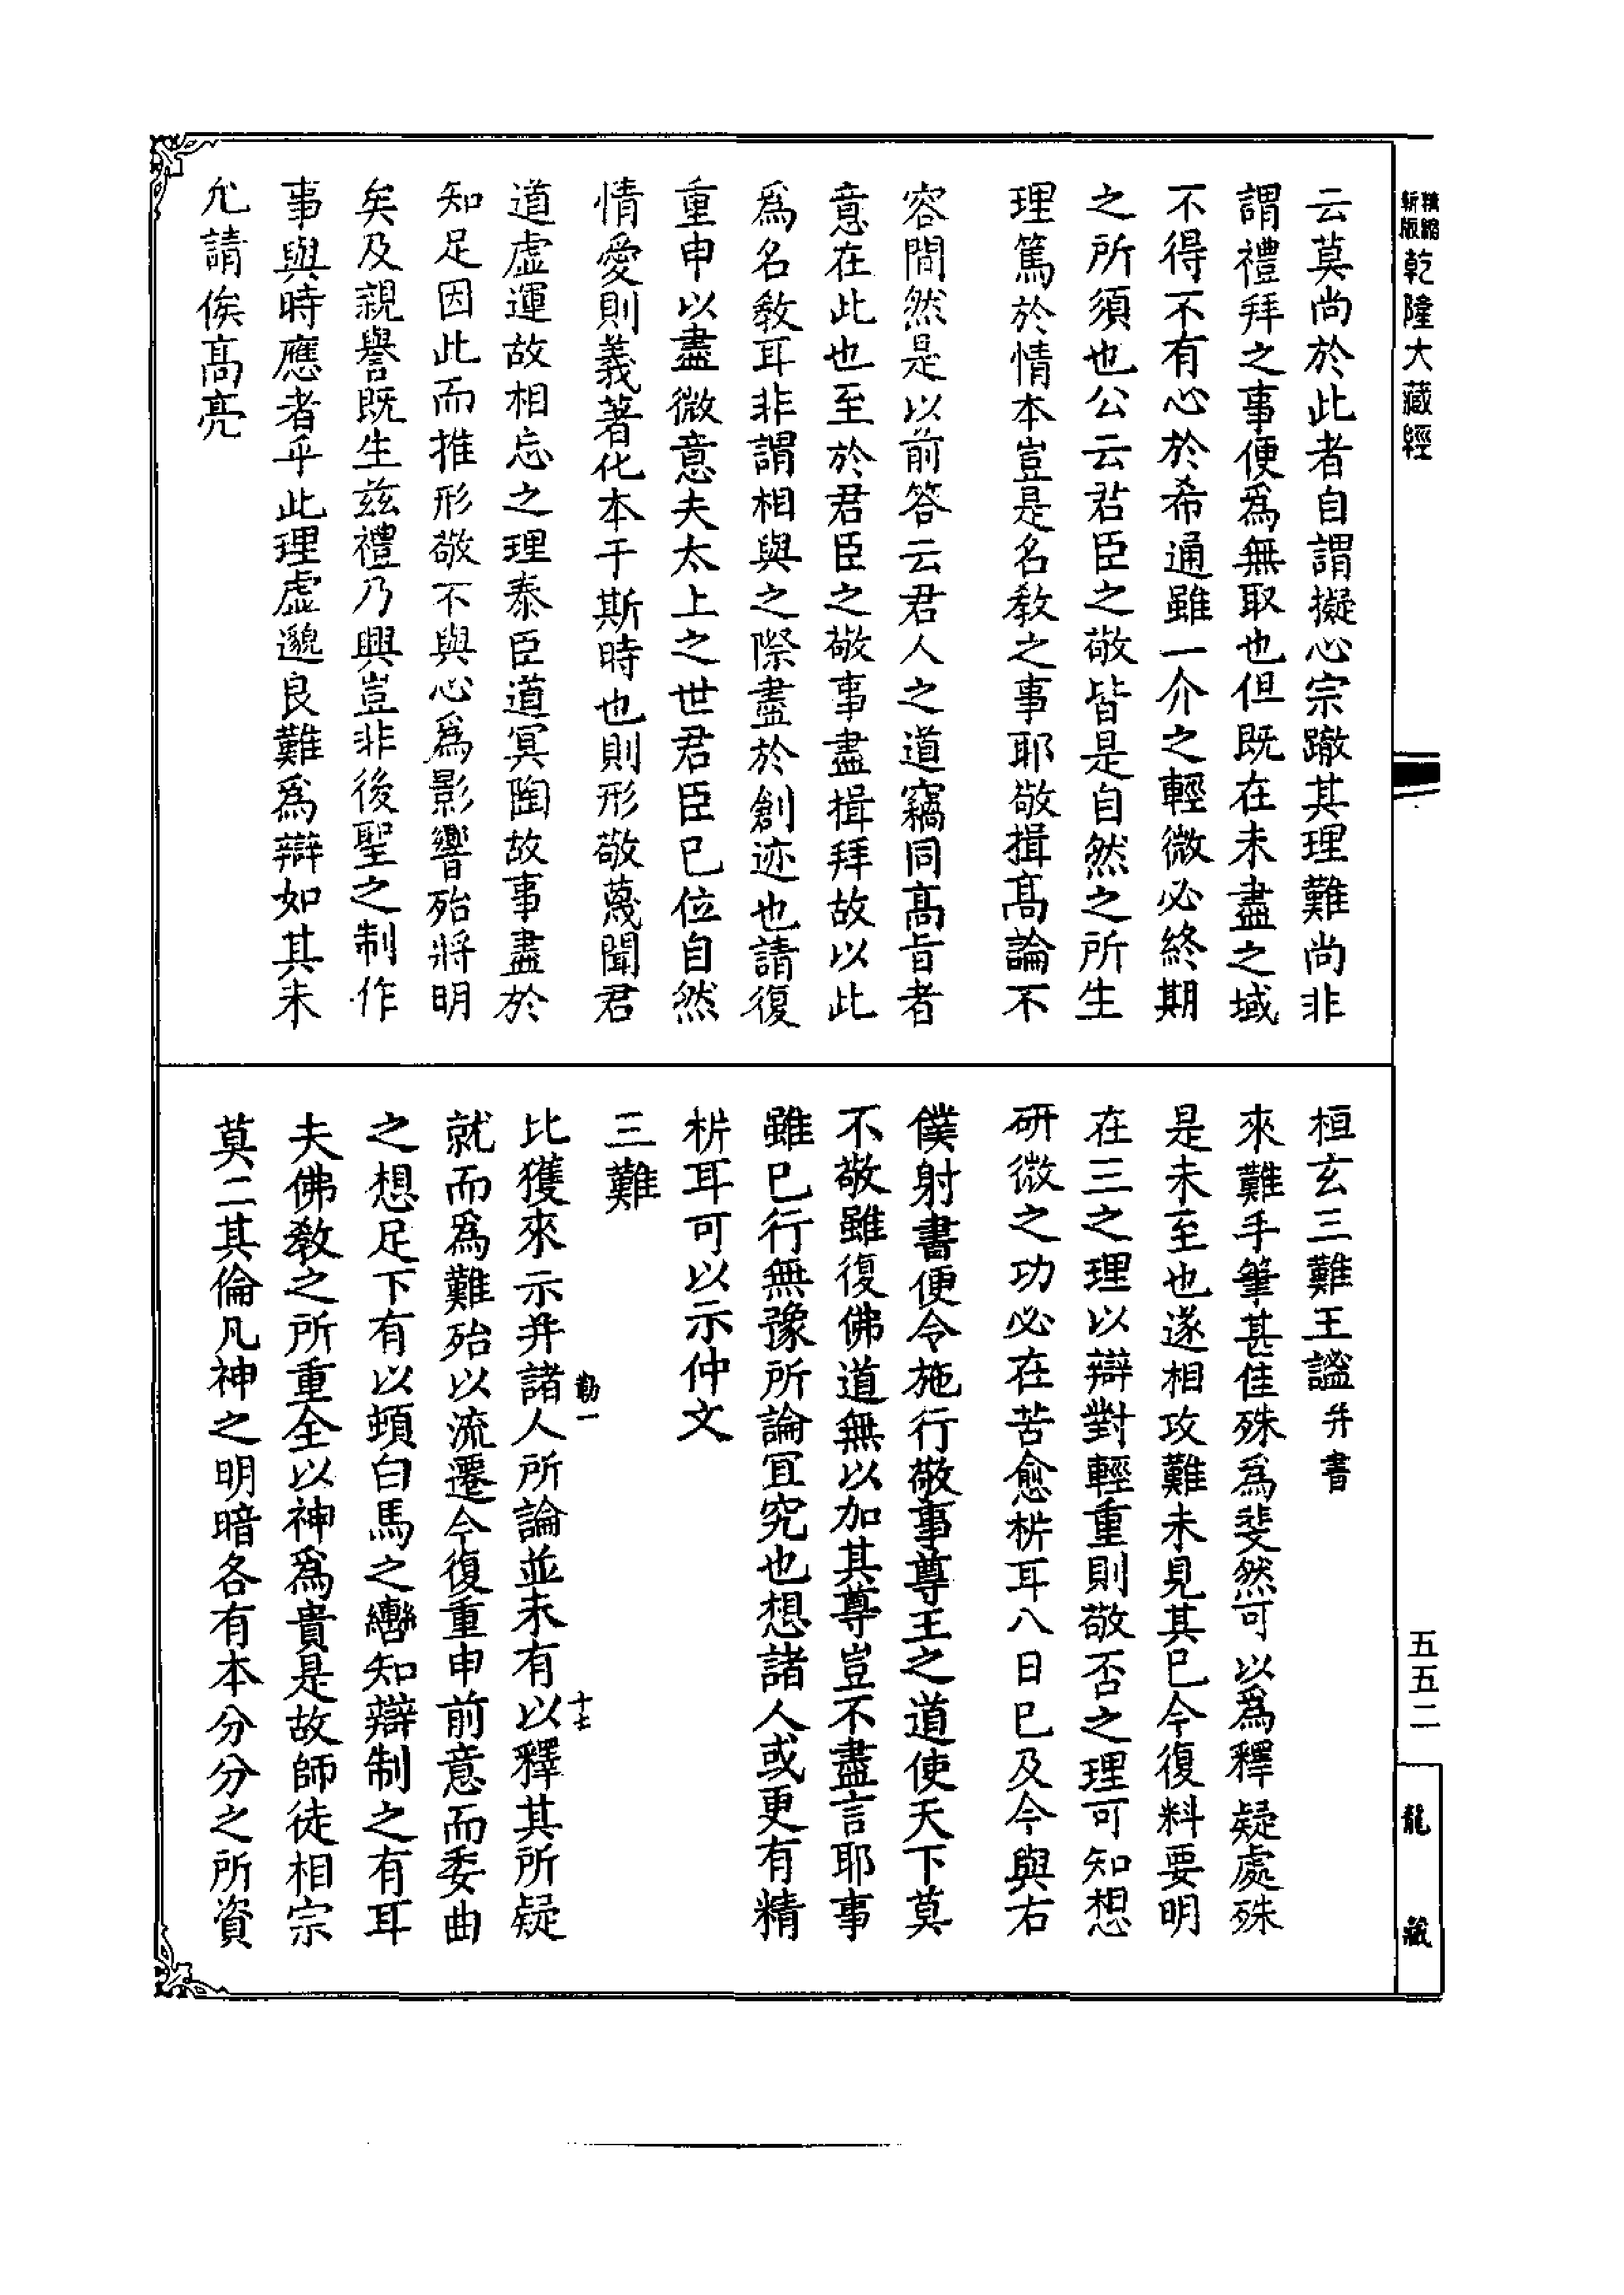 精縮
新版
乾隆大藏經
云莫尚於此者自謂擬心宗轍其理難尚非
謂禮拜之事便爲無取也但既在未盡之域
不得不有心於希通雖一介之輕微必終期
之所須也公云君臣之敬皆是自然之所生
理篤於情本豈是名教之事耶敬揖高論不
容間然是以前答云君人之道竊同高旨者
意在此也至於君臣之敬事盡揖拜故以此
爲名教耳非謂相與之際盡於創迹也請復
重申以盡微意夫太上之世君臣已位自然
情愛則義著化本于斯時也則形敬蔑聞君
道虛運故相忘之理泰臣道冥陶故事盡於
知足因此而推形敬不與心爲影響殆將明
矣及親譽既生兹禮乃興豈非後聖之制作
事與時應者乎此理虛邈良難爲辯如其未
允請俟高亮
桓玄三難王謐并書
來難手筆甚佳殊爲斐然可以爲釋疑處殊
是未至也遂相攻難未見其已今復料要明
在三之理以辯對輕重則敬否之理可知想
研微之功必在苦愈析耳八日已及今與右
僕射書便令施行敬事尊王之道使天下莫
不敬雖復佛道無以加其尊豈不盡言耶事
雖已行無豫所論宜究也想諸人或更有精
析耳可以示仲文
三難
比獲來示并諸人所論並未有以釋其所疑
就而爲難殆以流遷今復重申前意而委曲
之想足下有以頓白馬之轡知辯制之有耳
夫佛教之所重全以神爲貴是故師徒相宗
莫二其倫凡神之明暗各有本分分之所資
勒一
十七
五五二
龍藏